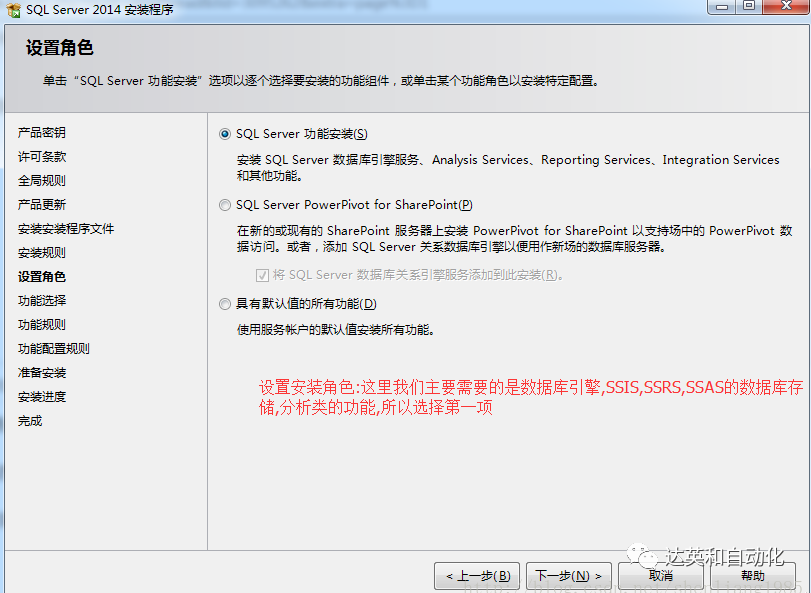 SQL Server 2014 安装程序
设置角色
单击“SQL Server 功能安装”选项以逐个选择要安装的功能组件，或单击某个功能角色以安装特定配置。
产品密钥
许可条款
全局规则
产品更新
安装安装程序文件
安装规则
设置角色
功能选择
功能规则
功能配置规则
准备安装
安装进度
完成
SQL Server 功能安装(S)
安装 SQL Server 数据库引擎服务、Analysis Services、Reporting Services、Integration Services
和其他功能。
SQL Server PowerPivot for SharePoint(P)
在新的或现有的 SharePoint 服务器上安装 PowerPivot for SharePoint 以支持场中的 PowerPivot 数
据访问。或者，添加 SQL Server 关系数据库引擎以便用作新场的数据库服务器。
将 SQL Server 数据库关系引擎服务添加到此安装(R)。
具有默认值的所有功能(D)
使用服务帐户的默认值安装所有功能。
设置安装角色:这里我们主要需要的是数据库引擎,SSIS,SSRS,SSAS的数据库存
储,分析类的功能,所以选择第一项
达英和自动化
< 上一步(B)
下一步(N) >
取消
帮助